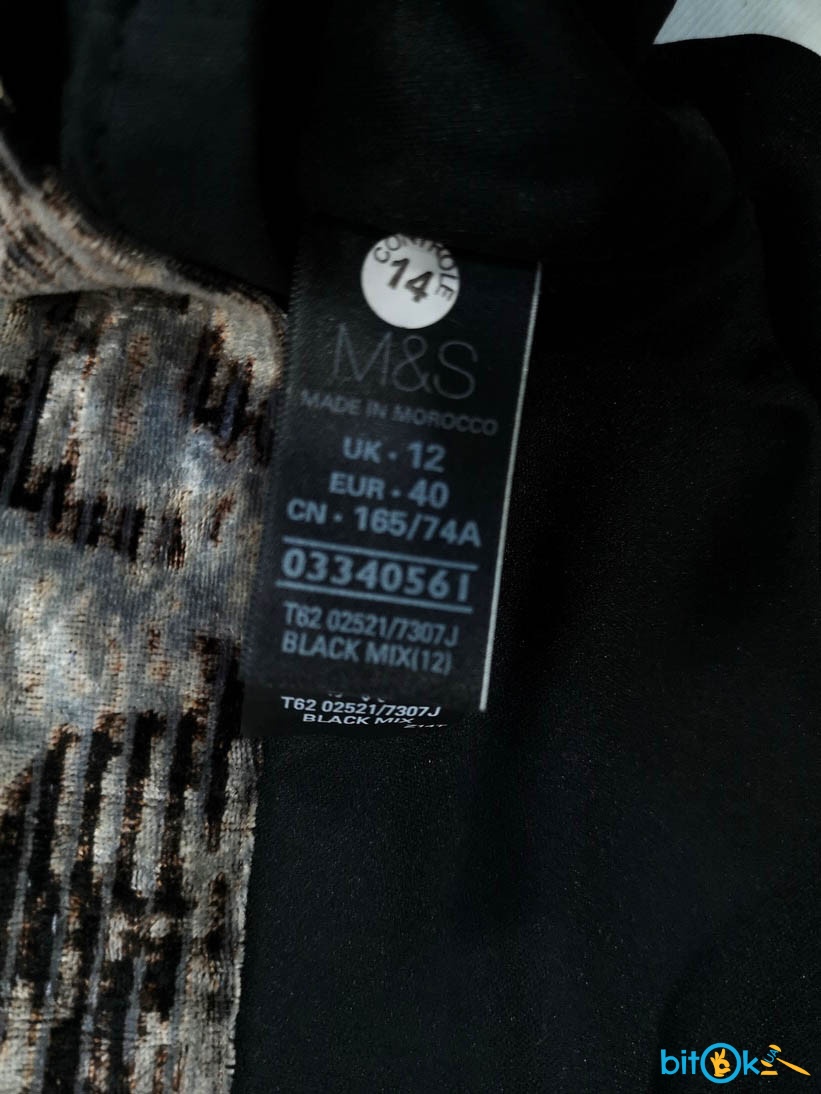 CONTROLE
14
M&S
MADE IN MOROCCO
UK · 12
EUR · 40
CN · 165/74A
03340561
T62 02521/7307J
BLACK MIX(12)
T62 02521/7307J
BLACK MIX
bitOk
UA